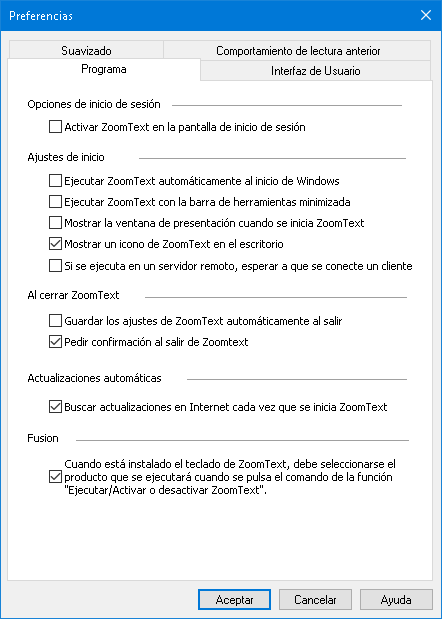 Preferencias
Suavizado
Comportamiento de lectura anterior
Programa
Interfaz de Usuario
Opciones de inicio de sesión
Activar ZoomText en la pantalla de inicio de sesión
Ajustes de inicio
Ejecutar ZoomText automáticamente al inicio de Windows
Ejecutar ZoomText con la barra de herramientas minimizada
Mostrar la ventana de presentación cuando se inicia ZoomText
Mostrar un icono de ZoomText en el escritorio
Si se ejecuta en un servidor remoto, esperar a que se conecte un cliente
Al cerrar ZoomText
Guardar los ajustes de ZoomText automáticamente al salir
Pedir confirmación al salir de Zoomtext
Actualizaciones automáticas
Buscar actualizaciones en Internet cada vez que se inicia ZoomText
Fusion
Cuando está instalado el teclado de ZoomText, debe seleccionarse el
producto que se ejecutará cuando se pulsa el comando de la función
"Ejecutar/Activar o desactivar ZoomText".
Aceptar
Cancelar
Ayuda